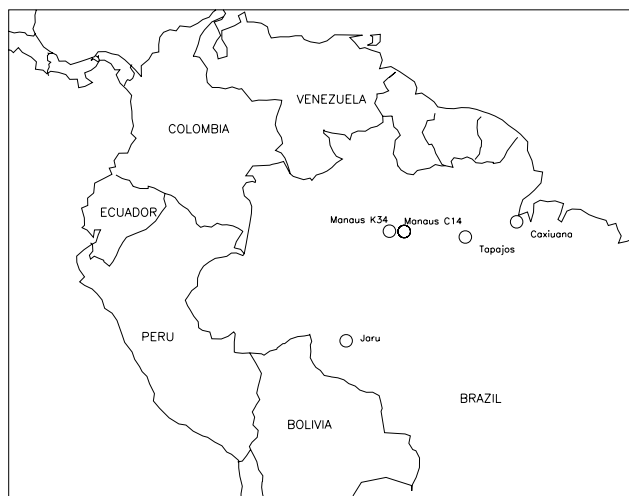 VENEZUELA
COLOMBIA
ECUADOR
Manaus K34
Manaus C14
Caxiuana
Tapajos
PERU
Jaru
BRAZIL
BOLIVIA